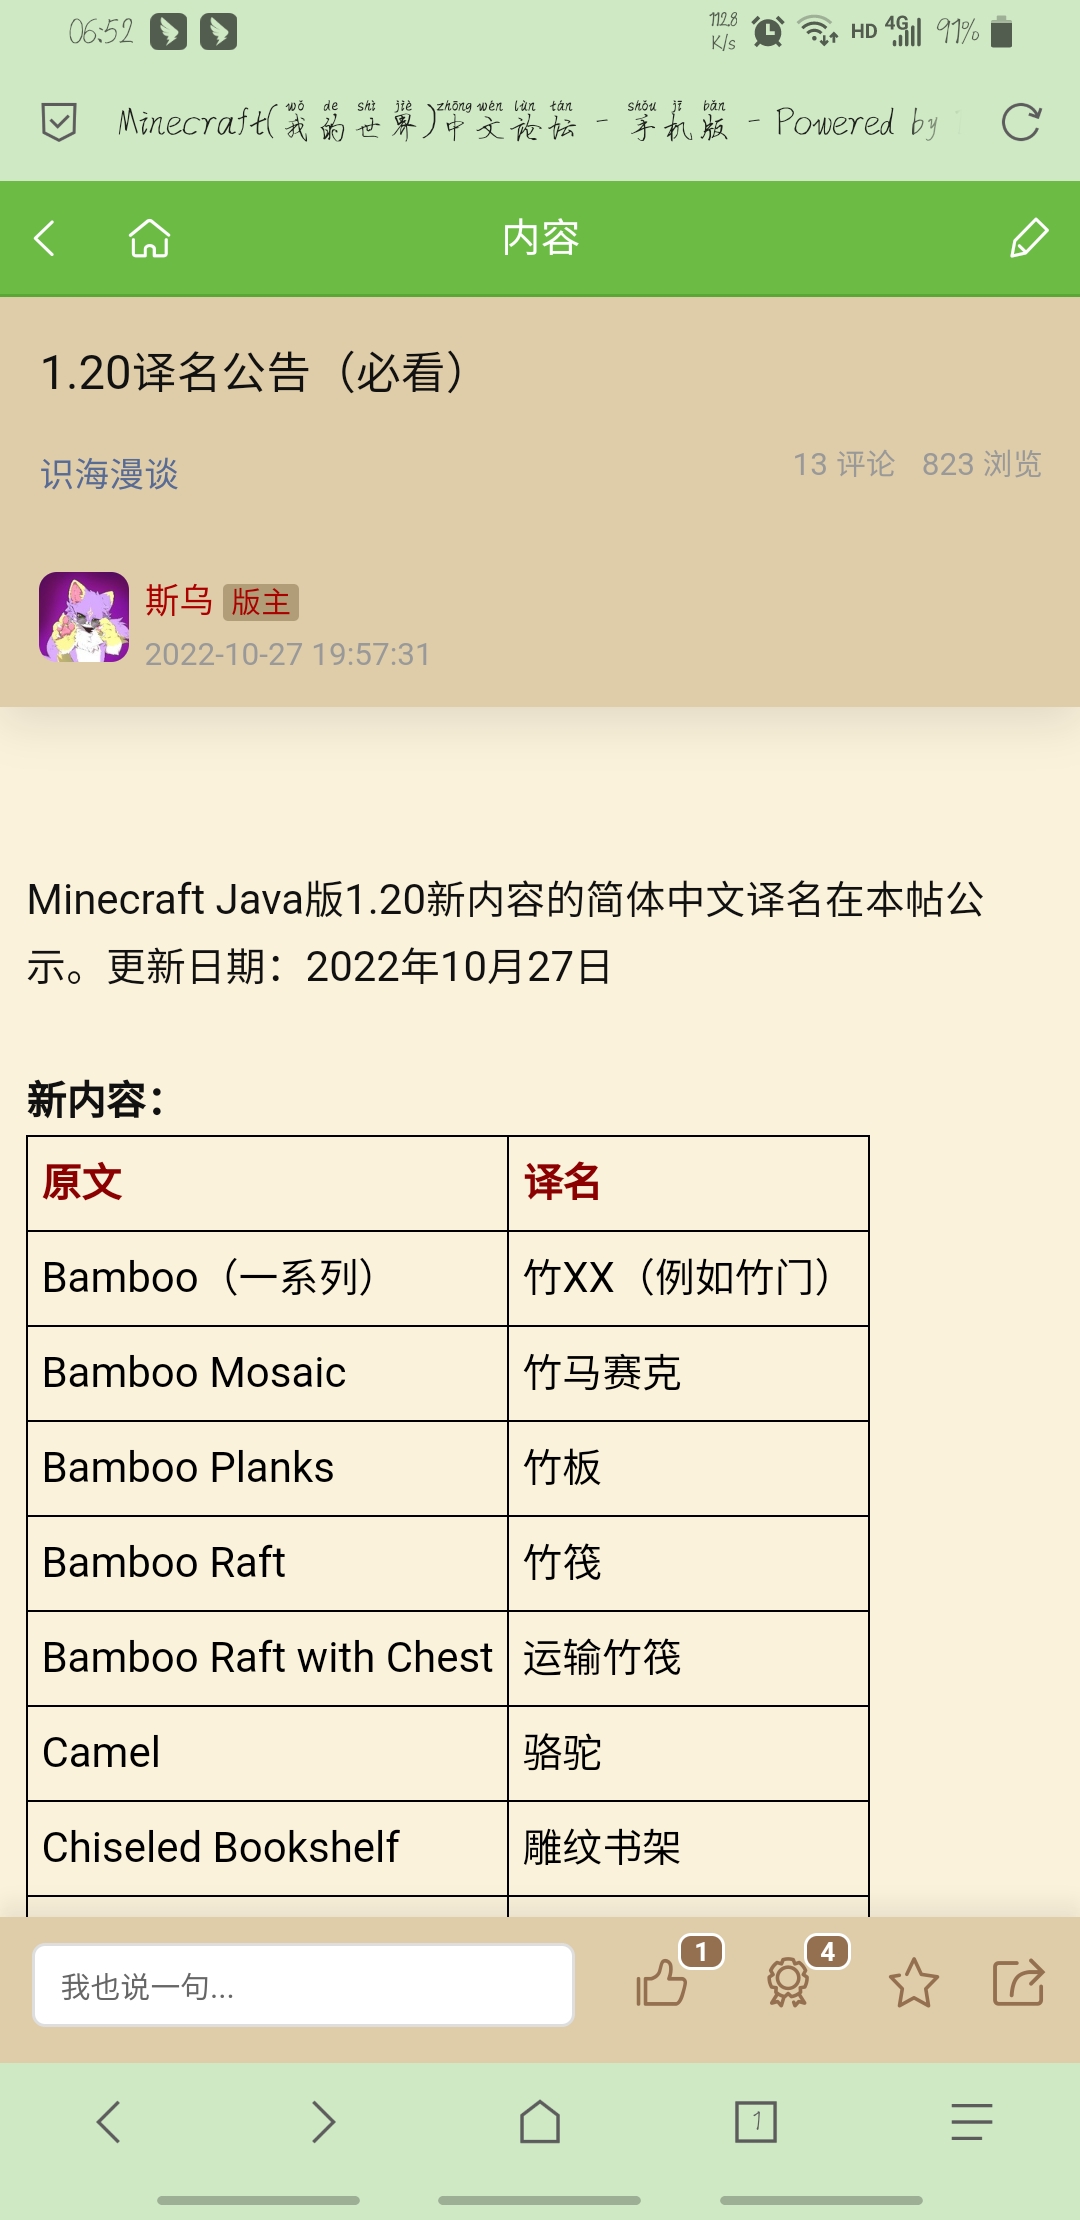 06:52
112.8
K/s
HD
4G
91%
wǒ de shì jiè zhōng wén lùn tán shǒu jī bǎn
Minecraft(我的世界)中文论坛 - 手机版 - Powered by
内容
1.20译名公告（必看）
识海漫谈
13 评论 823 浏览
斯乌 版主
2022-10-27 19:57:31
Minecraft Java版1.20新内容的简体中文译名在本帖公
示。更新日期：2022年10月27日
新内容：
原文 译名
Bamboo（一系列） 竹XX（例如竹门）
Bamboo Mosaic 竹马赛克
Bamboo Planks 竹板
Bamboo Raft 竹筏
Bamboo Raft with Chest 运输竹筏
Camel 骆驼
Chiseled Bookshelf 雕纹书架
我也说一句...
1
4
1